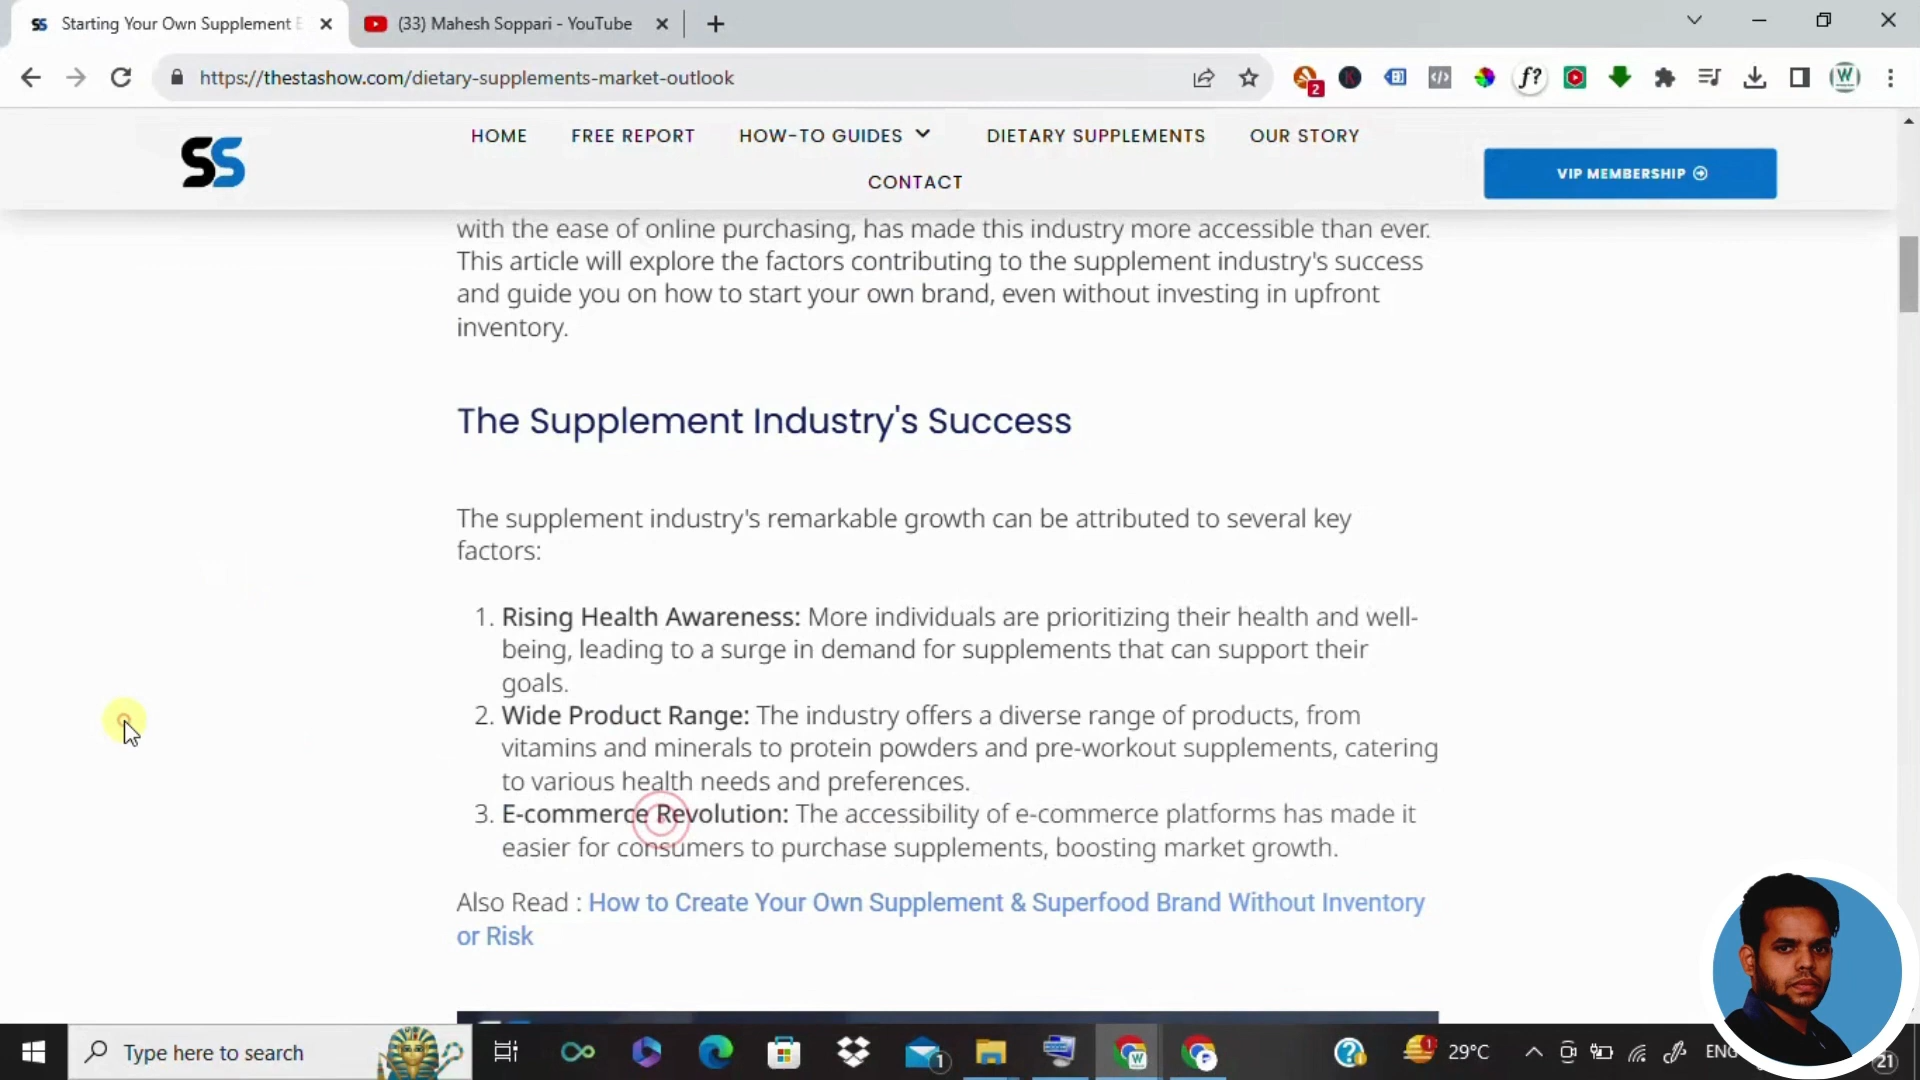 Starting Your Own Supplement
(33) Mahesh Soppari - YouTube
https://thestashow.com/dietary-supplements-market-outlook
2
HOME
FREE REPORT
HOW-TO GUIDES
DIETARY SUPPLEMENTS
OUR STORY
CONTACT
SS
VIP MEMBERSHIP
with the ease of online purchasing, has made this industry more accessible than ever.
This article will explore the factors contributing to the supplement industry's success
and guide you on how to start your own brand, even without investing in upfront
inventory.
The Supplement Industry's Success
The supplement industry's remarkable growth can be attributed to several key
factors:
1. Rising Health Awareness: More individuals are prioritizing their health and well-
being, leading to a surge in demand for supplements that can support their
goals.
2. Wide Product Range: The industry offers a diverse range of products, from
vitamins and minerals to protein powders and pre-workout supplements, catering
to various health needs and preferences.
3. E-commerce Revolution: The accessibility of e-commerce platforms has made it
easier for consumers to purchase supplements, boosting market growth.
Also Read : How to Create Your Own Supplement & Superfood Brand Without Inventory
or Risk
Type here to search
1
29°C
ENG
21